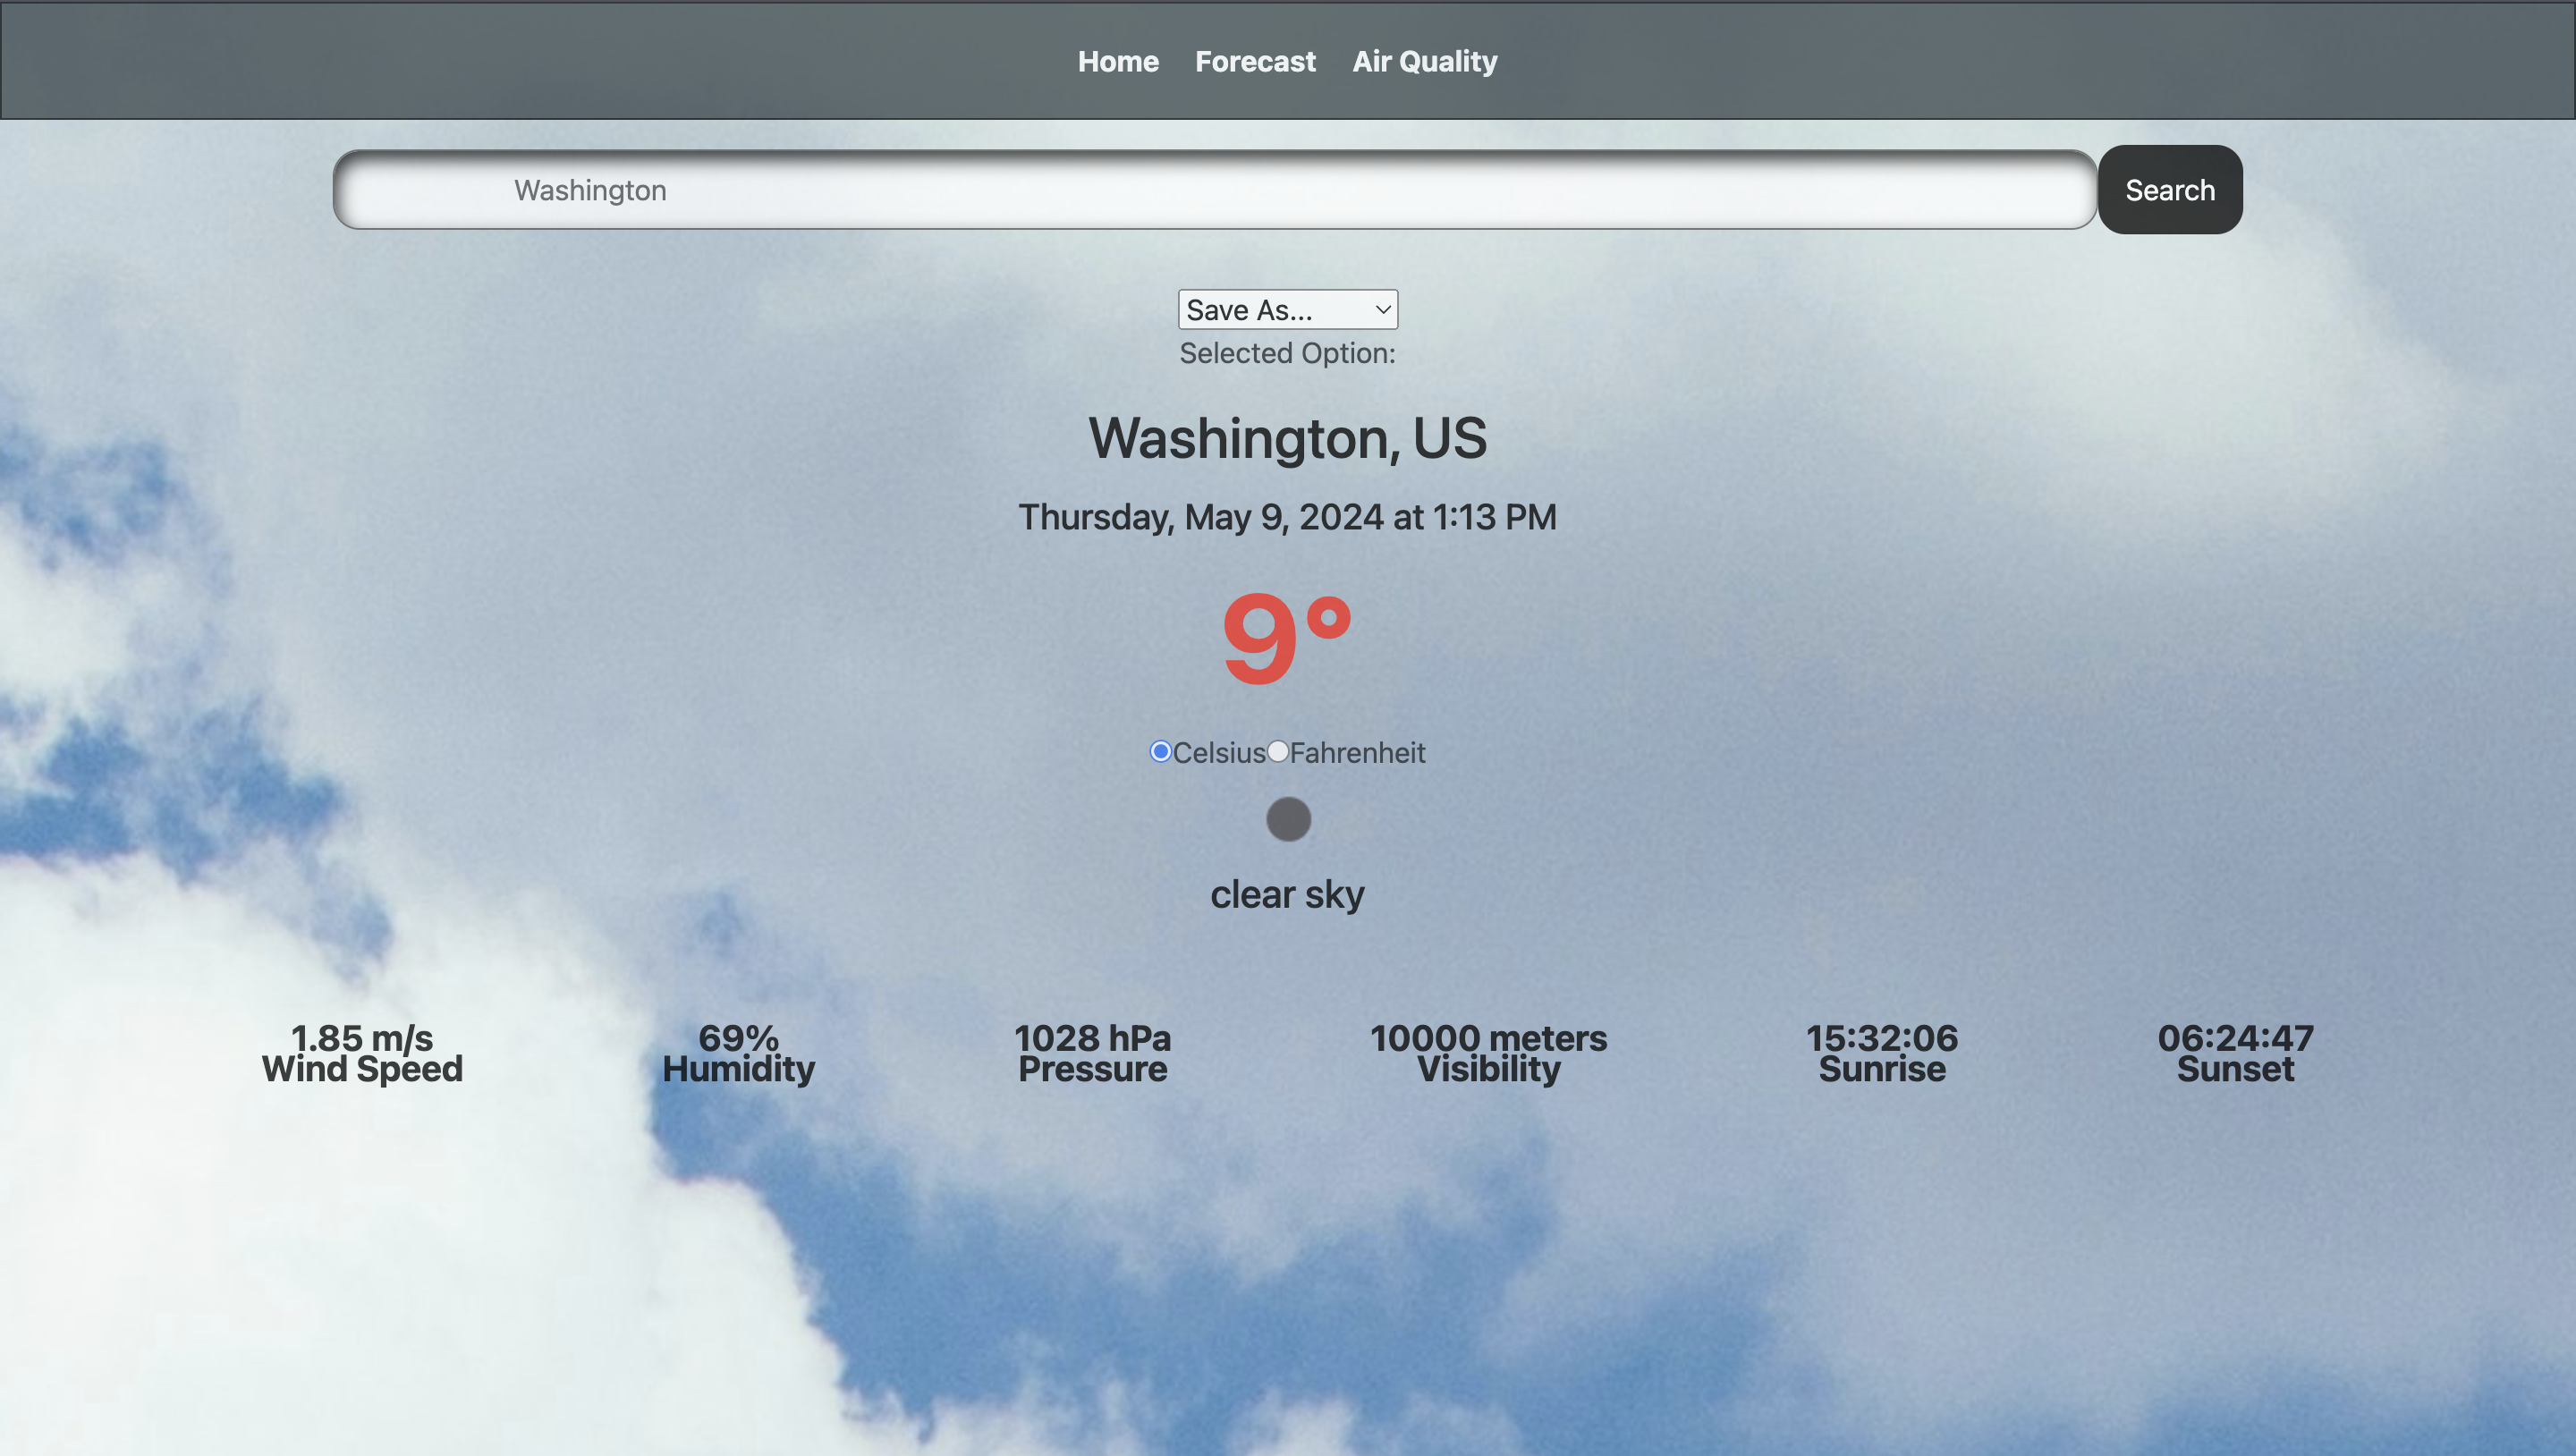 Home Forecast Air Quality
Washington
Search
Save As...
Selected Option:
Washington, US
Thursday, May 9, 2024 at 1:13 PM
9°
Celsius Fahrenheit
clear sky
1.85 m/s 69% 1028 hPa 10000 meters 15:32:06 06:24:47
Wind Speed Humidity Pressure Visibility Sunrise Sunset